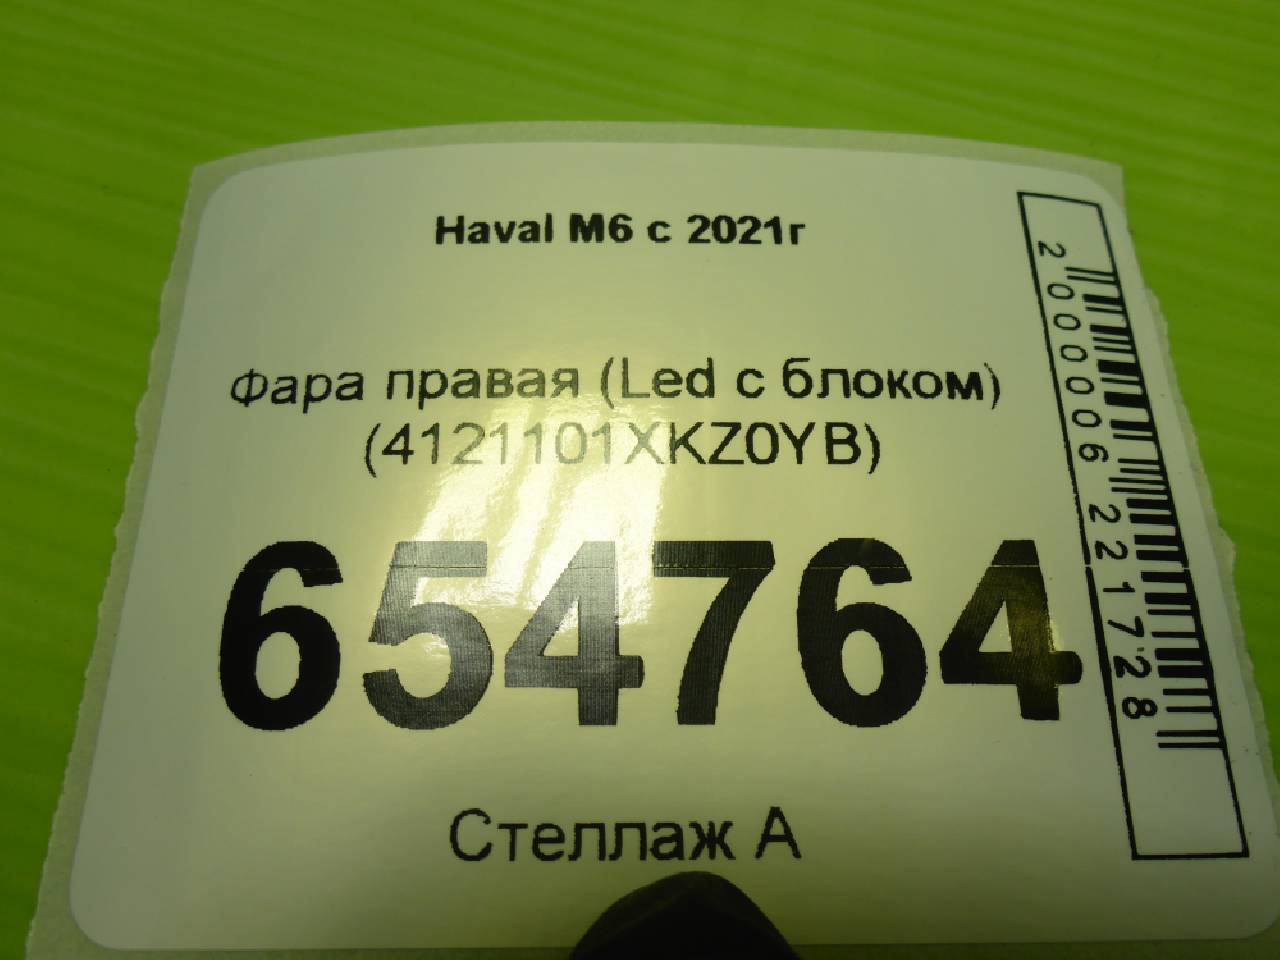 Haval M6 с 2021г
Фара правая (Led с блоком)
(4121101XKZ0YB)
654764
Стеллаж А
2000006221728